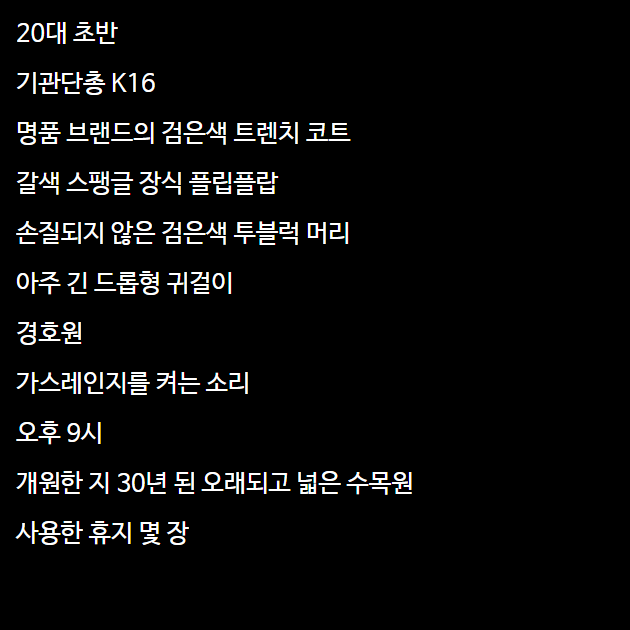 20대 초반
기관단총 K16
명품 브랜드의 검은색 트렌치 코트
갈색 스팽글 장식 플립플랍
손질되지 않은 검은색 투블럭 머리
아주 긴 드롭형 귀걸이
경호원
가스레인지를 켜는 소리
오후 9시
개원한 지 30년 된 오래되고 넓은 수목원
사용한 휴지 몇 장